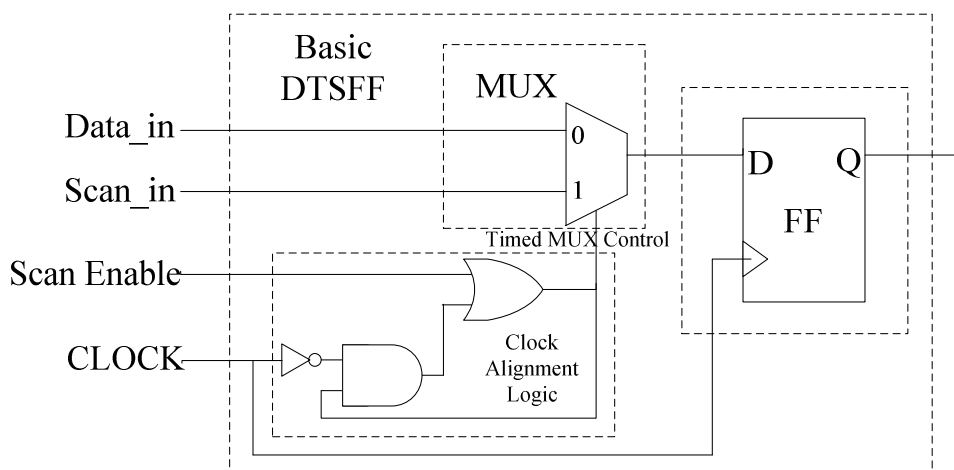 Basic
DTSFF
MUX
Data_in
0
Scan_in
1
D
Q
FF
Timed MUX Control
Scan Enable
CLOCK
Clock
Alignment
Logic